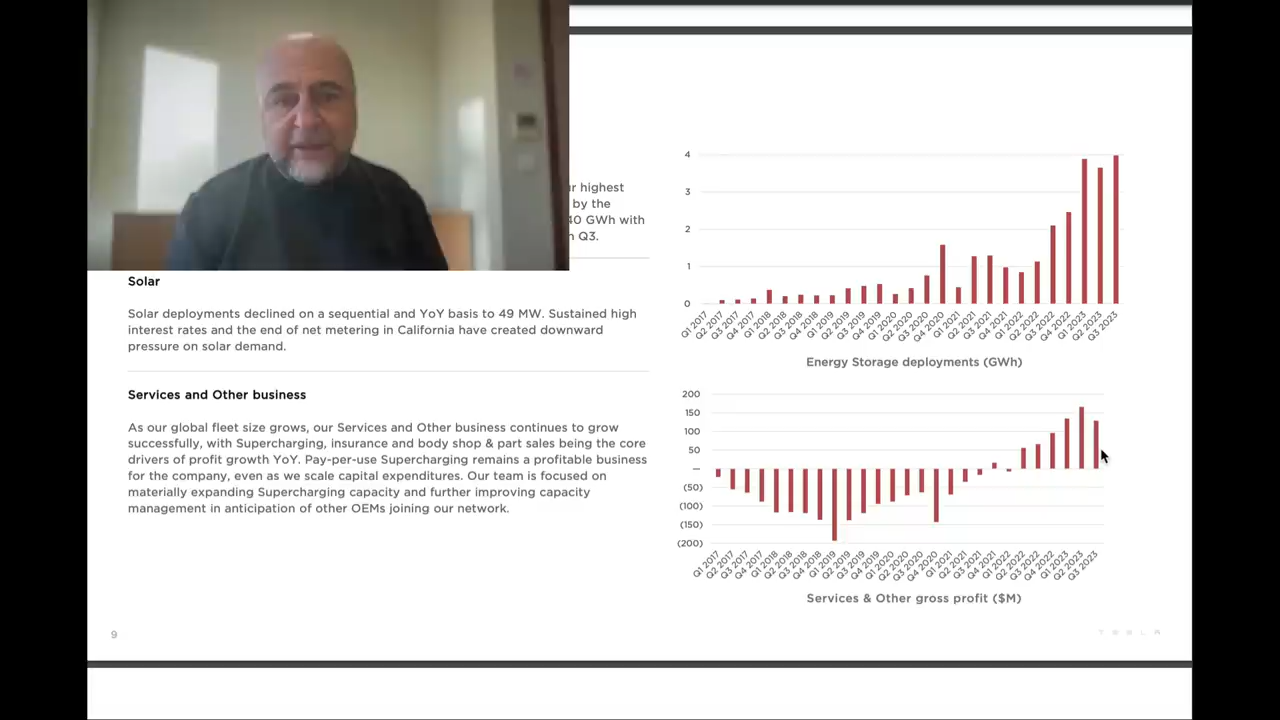 ur highest
by the
40 GWh with
n Q3.
Solar
Solar deployments declined on a sequential and YoY basis to 49 MW. Sustained high
interest rates and the end of net metering in California have created downward
pressure on solar demand.
Services and Other business
As our global fleet size grows, our Services and Other business continues to grow
successfully, with Supercharging, insurance and body shop & part sales being the core
drivers of profit growth YoY. Pay-per-use Supercharging remains a profitable business
for the company, even as we scale capital expenditures. Our team is focused on
materially expanding Supercharging capacity and further improving capacity
management in anticipation of other OEMs joining our network.
9
4
3
2
1
0
Q1 2017
Q2 2017
Q3 2017
Q4 2017
Q1 2018
Q2 2018
Q3 2018
Q4 2018
Q1 2019
Q2 2019
Q3 2019
Q4 2019
Q1 2020
Q2 2020
Q3 2020
Q4 2020
Q1 2021
Q2 2021
Q3 2021
Q4 2021
Q1 2022
Q2 2022
Q3 2022
Q4 2022
Q1 2023
Q2 2023
Q3 2023
Energy Storage deployments (GWh)
200
150
100
50
—
(50)
(100)
(150)
(200)
Q1 2017
Q2 2017
Q3 2017
Q4 2017
Q1 2018
Q2 2018
Q3 2018
Q4 2018
Q1 2019
Q2 2019
Q3 2019
Q4 2019
Q1 2020
Q2 2020
Q3 2020
Q4 2020
Q1 2021
Q2 2021
Q3 2021
Q4 2021
Q1 2022
Q2 2022
Q3 2022
Q4 2022
Q1 2023
Q2 2023
Q3 2023
Services & Other gross profit ($M)
TESLA